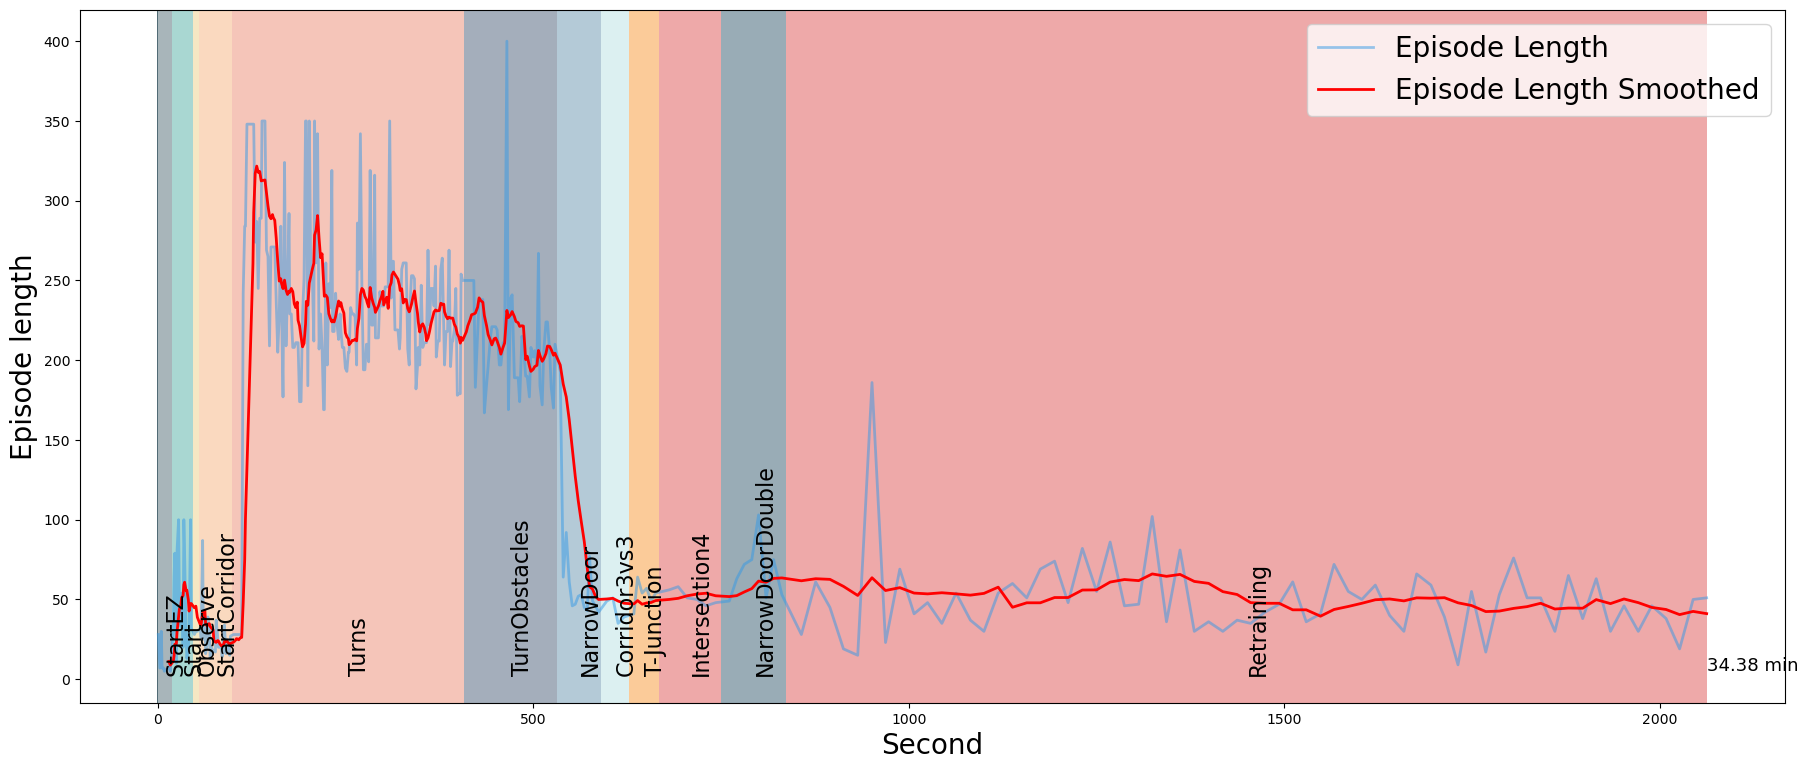 Episode Length
Episode Length Smoothed
400
350
300
250
200
150
100
50
0
Episode length
StartEZ
Start
Observe
StartCorridor
Turns
TurnObstacles
NarrowDoor
Corridor3vs3
T-Junction
Intersection4
NarrowDoorDouble
Retraining
34.38 min
0
500
1000
1500
2000
Second